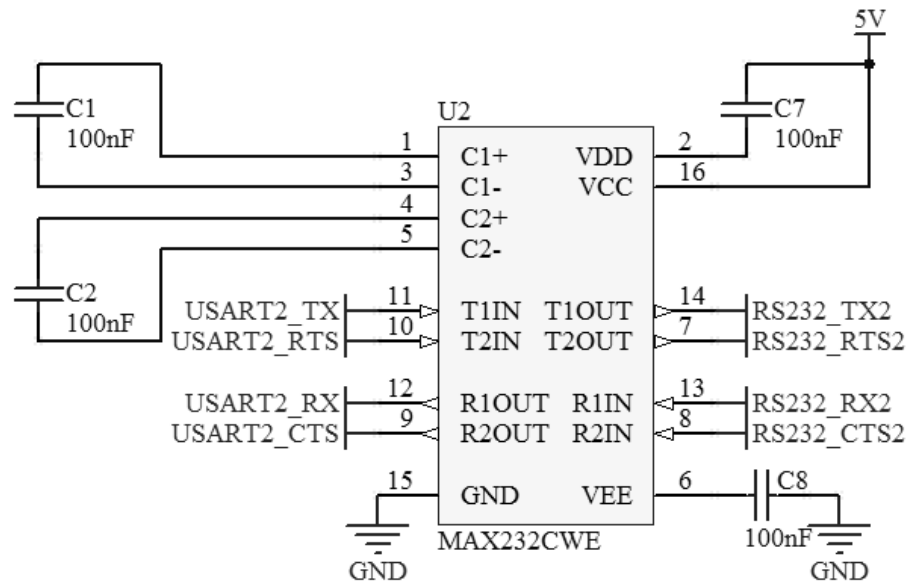 5V
C1
100nF
C7
100nF
U2
1 C1+ VDD 2
3 C1- VCC 16
4 C2+
5 C2-
C2
100nF
USART2_TX 11 T1IN T1OUT 14 RS232_TX2
USART2_RTS 10 T2IN T2OUT 7 RS232_RTS2
USART2_RX 12 R1OUT R1IN 13 RS232_RX2
USART2_CTS 9 R2OUT R2IN 8 RS232_CTS2
15 GND VEE 6 C8
100nF
MAX232CWE
GND
GND